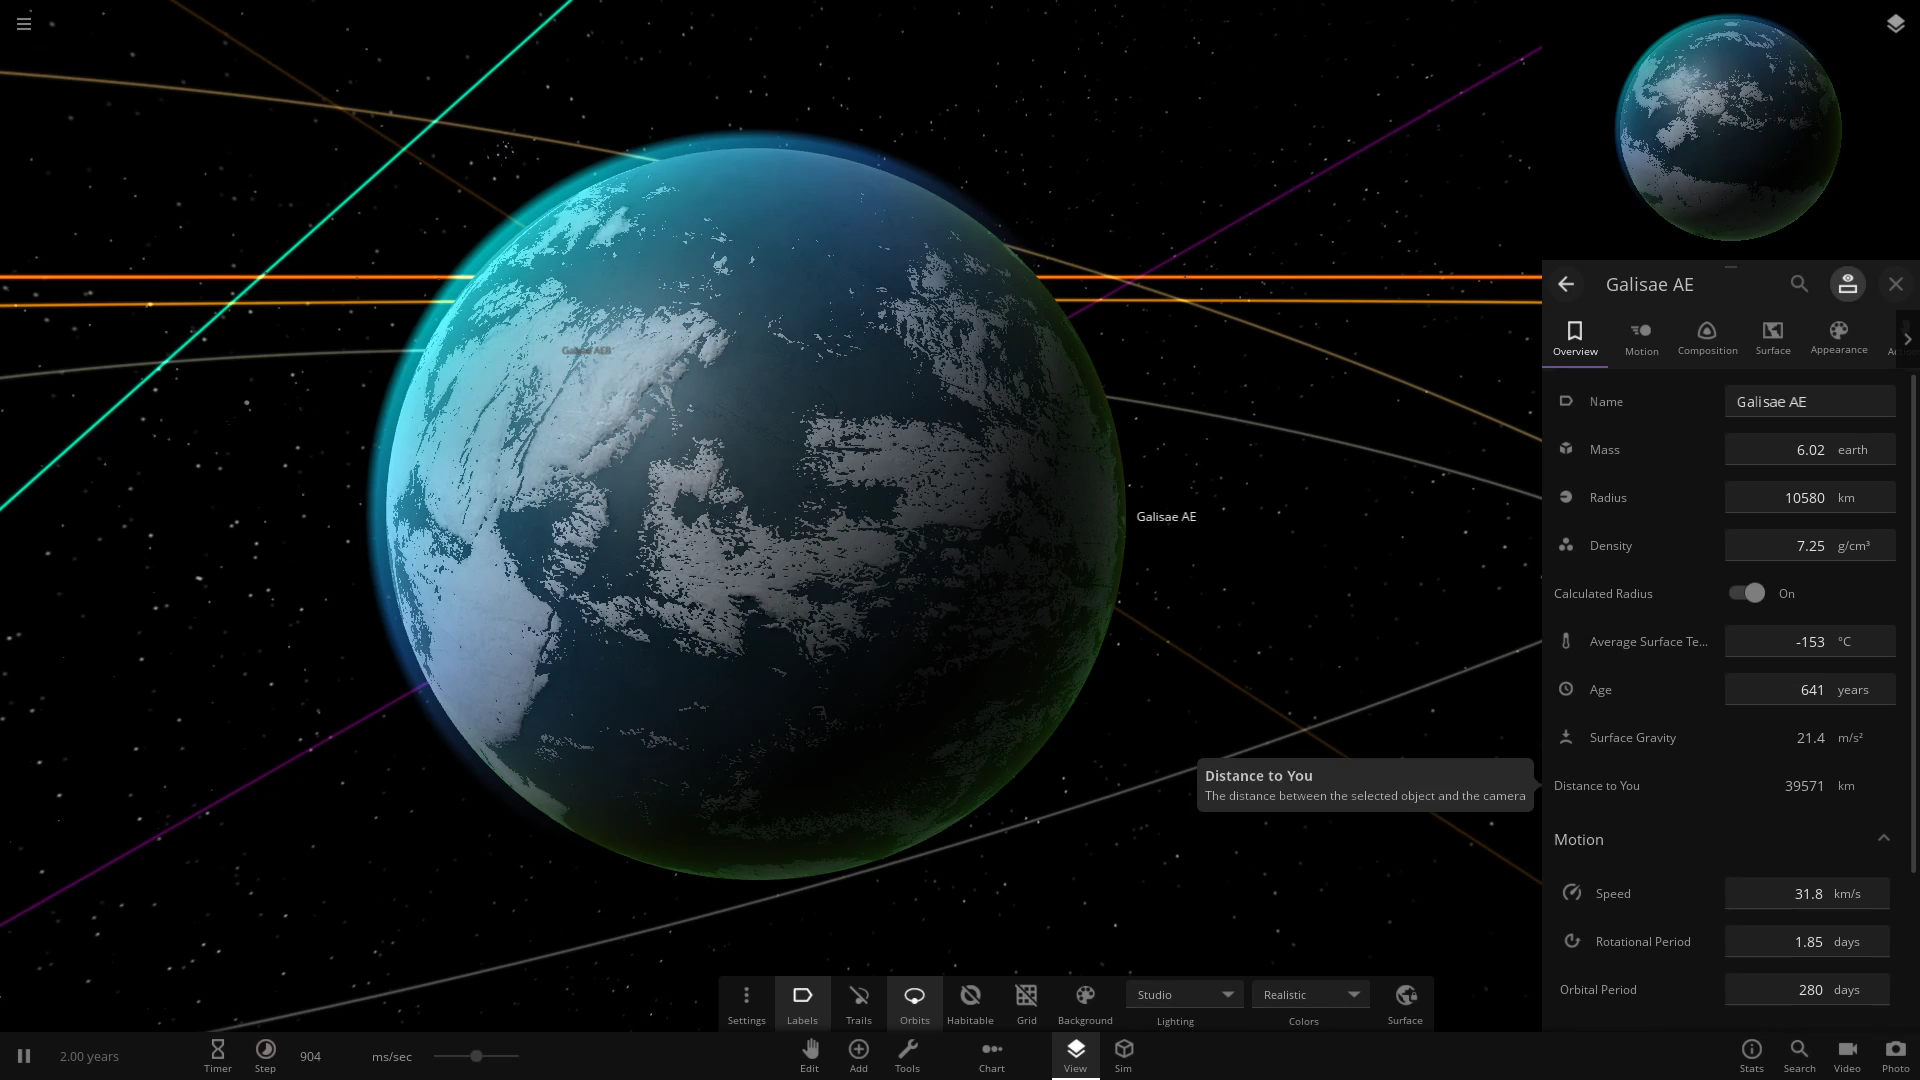 Galisae AE
Overview
Motion
Composition
Surface
Appearance
Name
Galisae AE
Mass
6.02 earth
Radius
10580 km
Density
7.25 g/cm³
Calculated Radius
On
Average Surface Te...
-153 °C
Age
641 years
Surface Gravity
21.4 m/s²
Distance to You
39571 km
Motion
Speed
31.8 km/s
Rotational Period
1.85 days
Orbital Period
280 days
Galisae AEB
Galisae AE
Distance to You
The distance between the selected object and the camera
Settings
Labels
Trails
Orbits
Habitable
Grid
Background
Studio
Lighting
Realistic
Colors
Surface
2.00 years
Timer
Step
904 ms/sec
Edit
Add
Tools
Chart
View
Sim
Stats
Search
Video
Photo